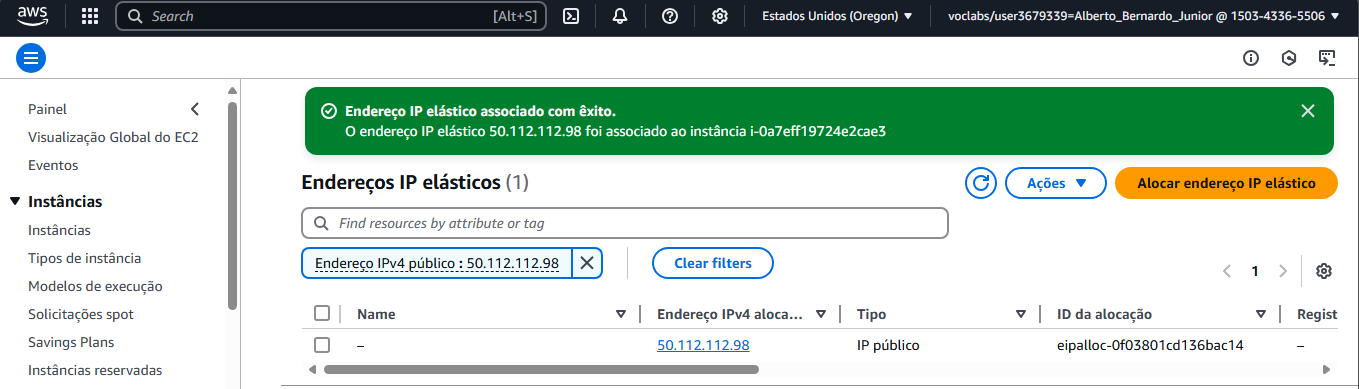 aws
Search [Alt+S] Estados Unidos (Oregon) voclabs/user3679339=Alberto_Bernardo_Junior @ 1503-4336-5506
Painel
Visualização Global do EC2
Eventos
Instâncias
Instâncias
Tipos de instância
Modelos de execução
Solicitações spot
Savings Plans
Instâncias reservadas
Endereço IP elástico associado com êxito.
O endereço IP elástico 50.112.112.98 foi associado ao instância i-0a7eff19724e2cae3
Endereços IP elásticos (1)
Ações
Alocar endereço IP elástico
Find resources by attribute or tag
Endereço IPv4 público : 50.112.112.98
Clear filters
1
Name Endereço IPv4 aloca... Tipo ID da alocação Regist
– 50.112.112.98 IP público eipalloc-0f03801cd136bac14 –